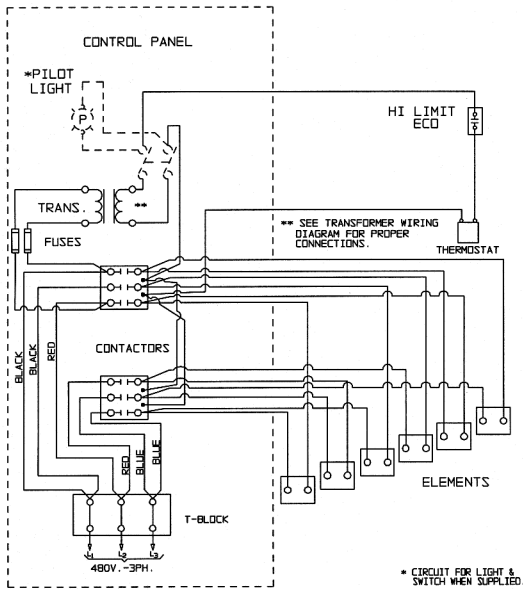 CONTROL PANEL
*PILOT
LIGHT
P
HI LIMIT
ECO
TRANS.
**
** SEE TRANSFORMER WIRING
DIAGRAM FOR PROPER
CONNECTIONS.
THERMOSTAT
FUSES
CONTACTORS
BLACK
BLACK
RED
RED
BLUE
BLUE
ELEMENTS
T-BLOCK
L1
L2
L3
480V.-3PH.
* CIRCUIT FOR LIGHT &
SWITCH WHEN SUPPLIED.